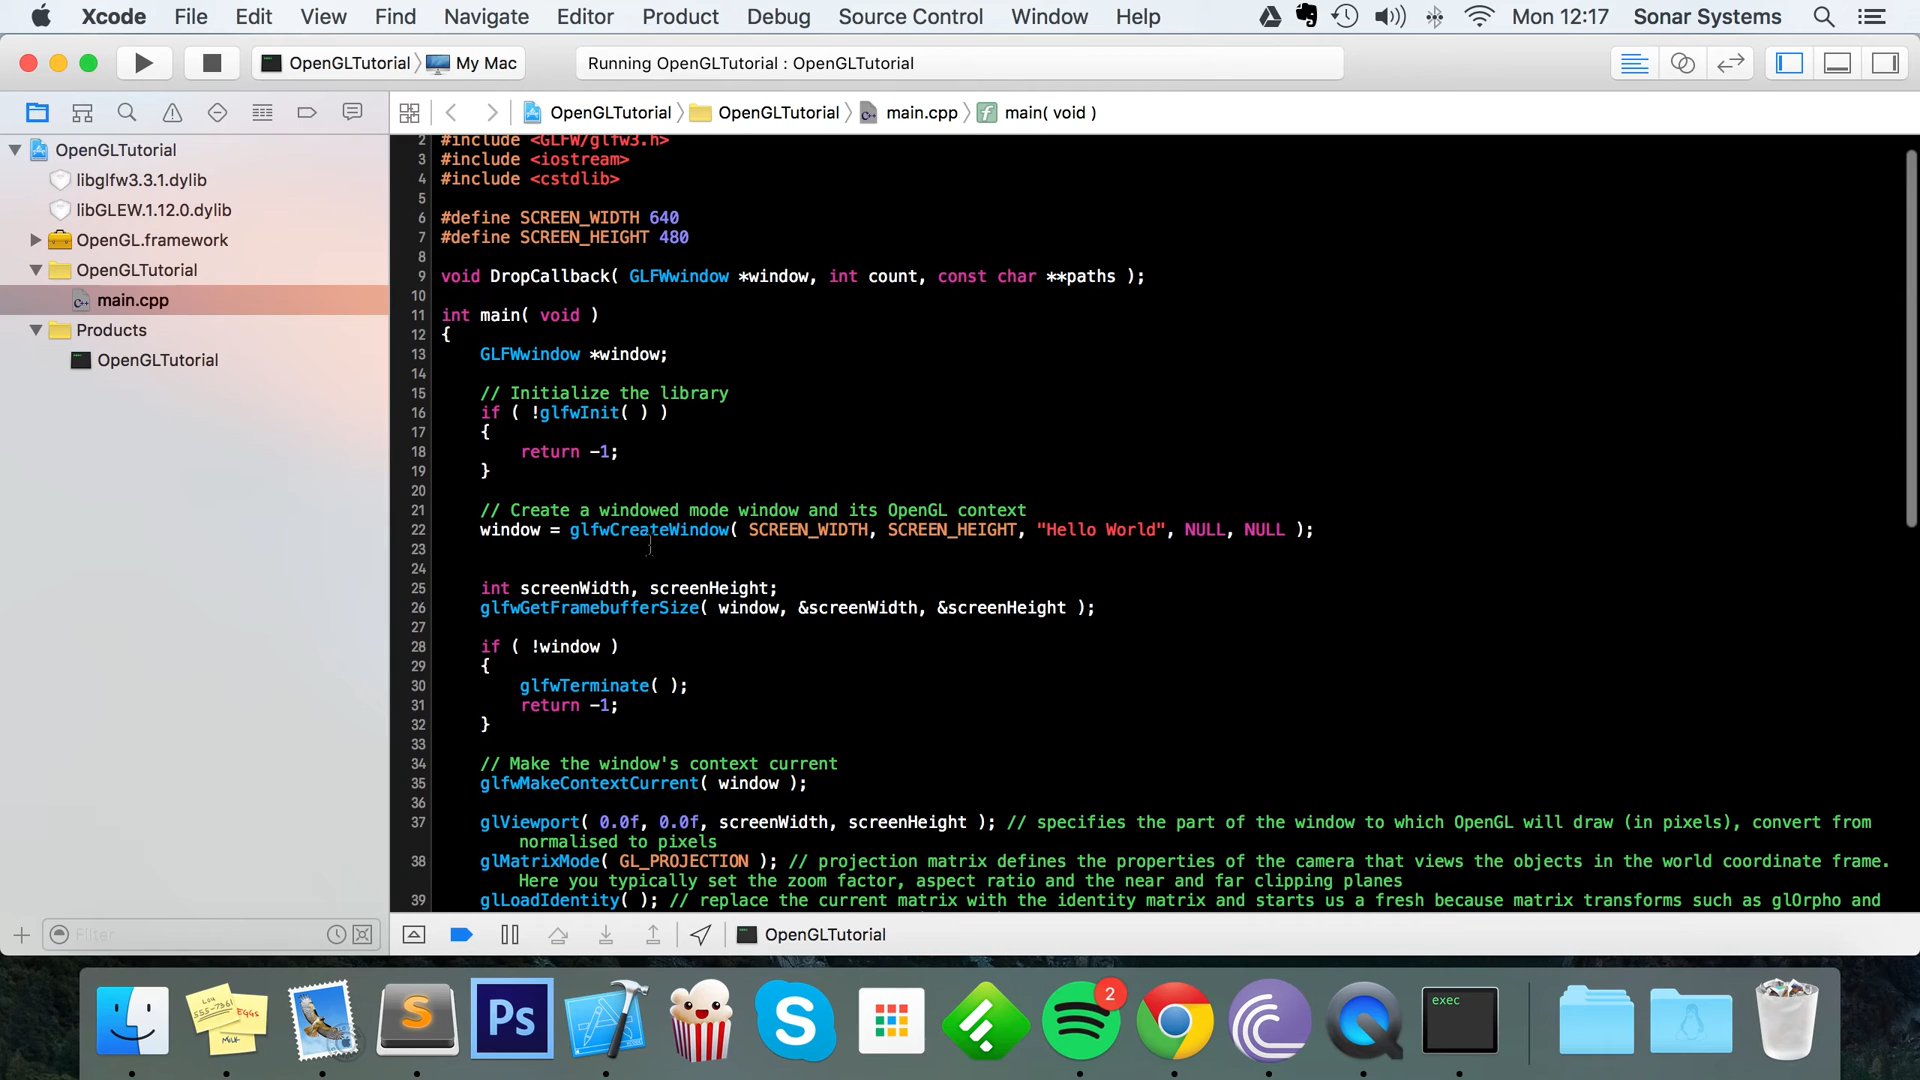 Xcode File Edit View Find Navigate Editor Product Debug Source Control Window Help Mon 12:17 Sonar Systems
OpenGLTutorial My Mac Running OpenGLTutorial : OpenGLTutorial
OpenGLTutorial OpenGLTutorial main.cpp main( void )
OpenGLTutorial
libglfw3.3.1.dylib
libGLEW.1.12.0.dylib
OpenGL.framework
OpenGLTutorial
main.cpp
Products
OpenGLTutorial
2 #include <GLFW/glfw3.h>
3 #include <iostream>
4 #include <cstdlib>
5
6 #define SCREEN_WIDTH 640
7 #define SCREEN_HEIGHT 480
8
9 void DropCallback( GLFWwindow *window, int count, const char **paths );
10
11 int main( void )
12 {
13 GLFWwindow *window;
14
15 // Initialize the library
16 if ( !glfwInit( ) )
17 {
18 return -1;
19 }
20
21 // Create a windowed mode window and its OpenGL context
22 window = glfwCreateWindow( SCREEN_WIDTH, SCREEN_HEIGHT, "Hello World", NULL, NULL );
23
24
25 int screenWidth, screenHeight;
26 glfwGetFramebufferSize( window, &screenWidth, &screenHeight );
27
28 if ( !window )
29 {
30 glfwTerminate( );
31 return -1;
32 }
33
34 // Make the window's context current
35 glfwMakeContextCurrent( window );
36
37 glViewport( 0.0f, 0.0f, screenWidth, screenHeight ); // specifies the part of the window to which OpenGL will draw (in pixels), convert from
normalised to pixels
38 glMatrixMode( GL_PROJECTION ); // projection matrix defines the properties of the camera that views the objects in the world coordinate frame.
Here you typically set the zoom factor, aspect ratio and the near and far clipping planes
39 glLoadIdentity( ); // replace the current matrix with the identity matrix and starts us a fresh because matrix transforms such as glOrpho and
Filter
OpenGLTutorial
LOU
555-7361
EGGS
MILK
S
Ps
S
2
exec